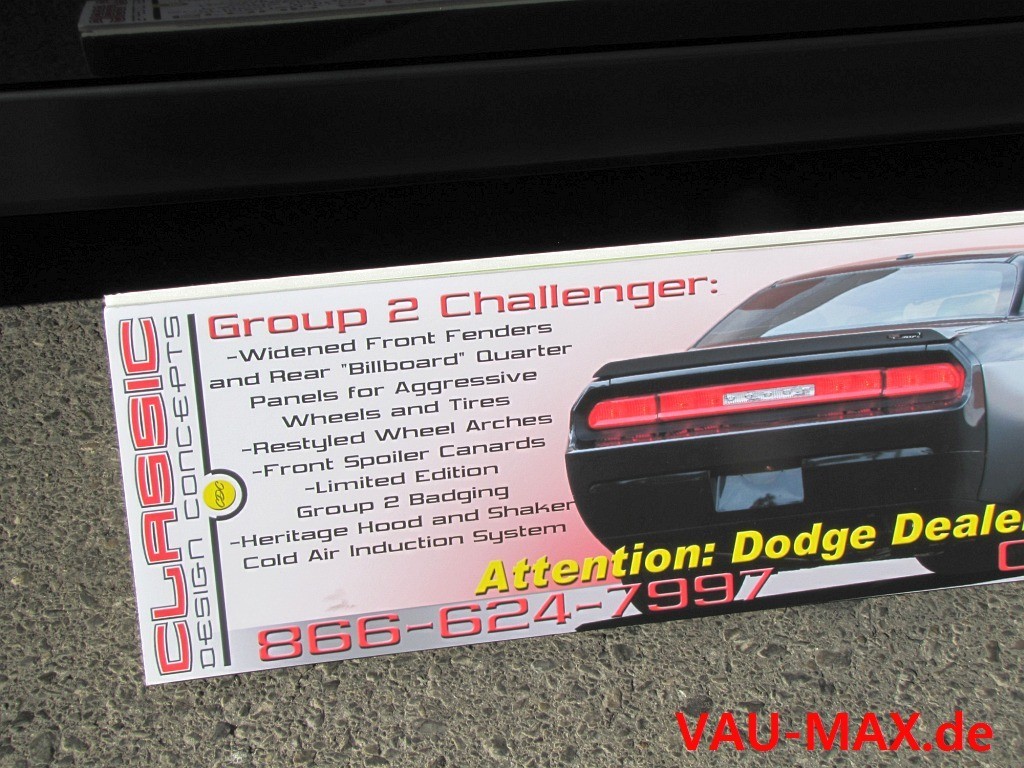 CLASSIC
DESIGN CONCEPTS
CDC
Group 2 Challenger:
-Widened Front Fenders
and Rear "Billboard" Quarter
Panels for Aggressive
Wheels and Tires
-Restyled Wheel Arches
-Front Spoiler Canards
-Limited Edition
Group 2 Badging
-Heritage Hood and Shaker
Cold Air Induction System
Attention: Dodge Deale
866-624-7997
VAU-MAX.de